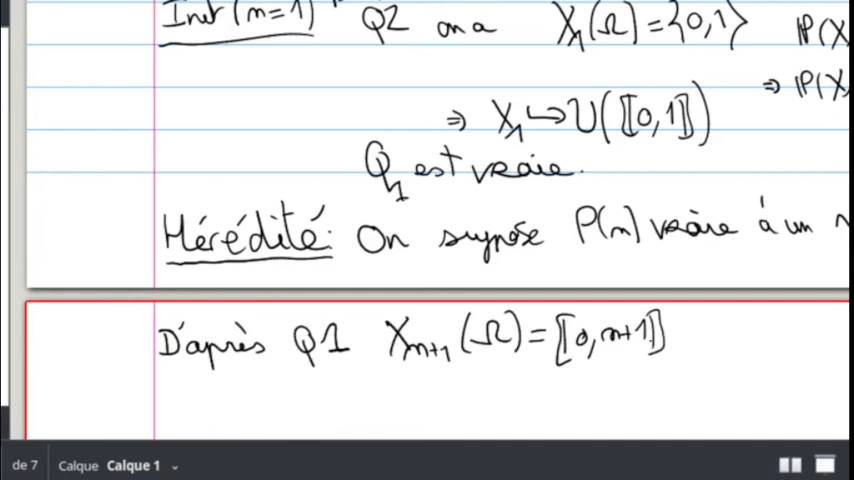 Init (n=1) Q2 on a X₁(Ω) = {0,1} P(X
⇒ P(X
⇒ X₁ ↪ U(⟦0,1⟧)
Q₁ est vraie.
Hérédité: On suppose P(n) vraie à un
D'après Q1 Xₙ₊₁(Ω) = ⟦0,n+1⟧
de 7 Calque Calque 1